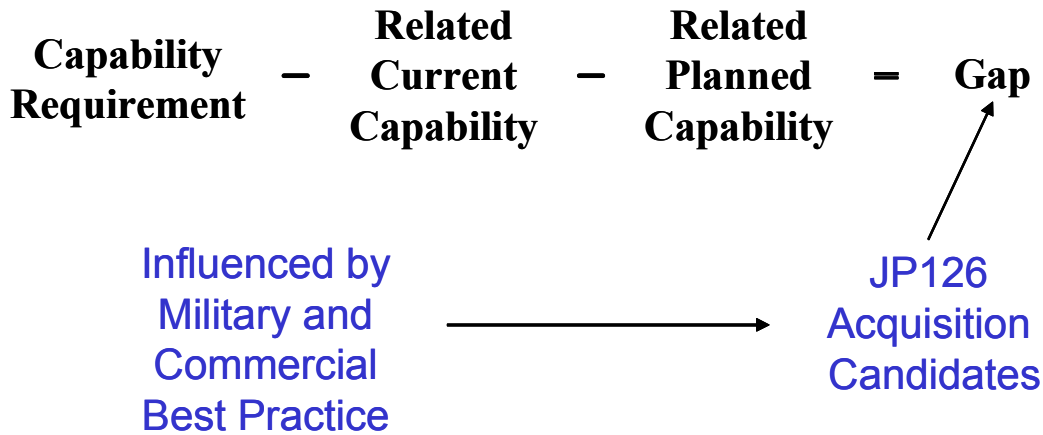 Capability
Requirement
–
Related
Current
Capability
–
Related
Planned
Capability
=
Gap
Influenced by
Military and
Commercial
Best Practice
JP126
Acquisition
Candidates